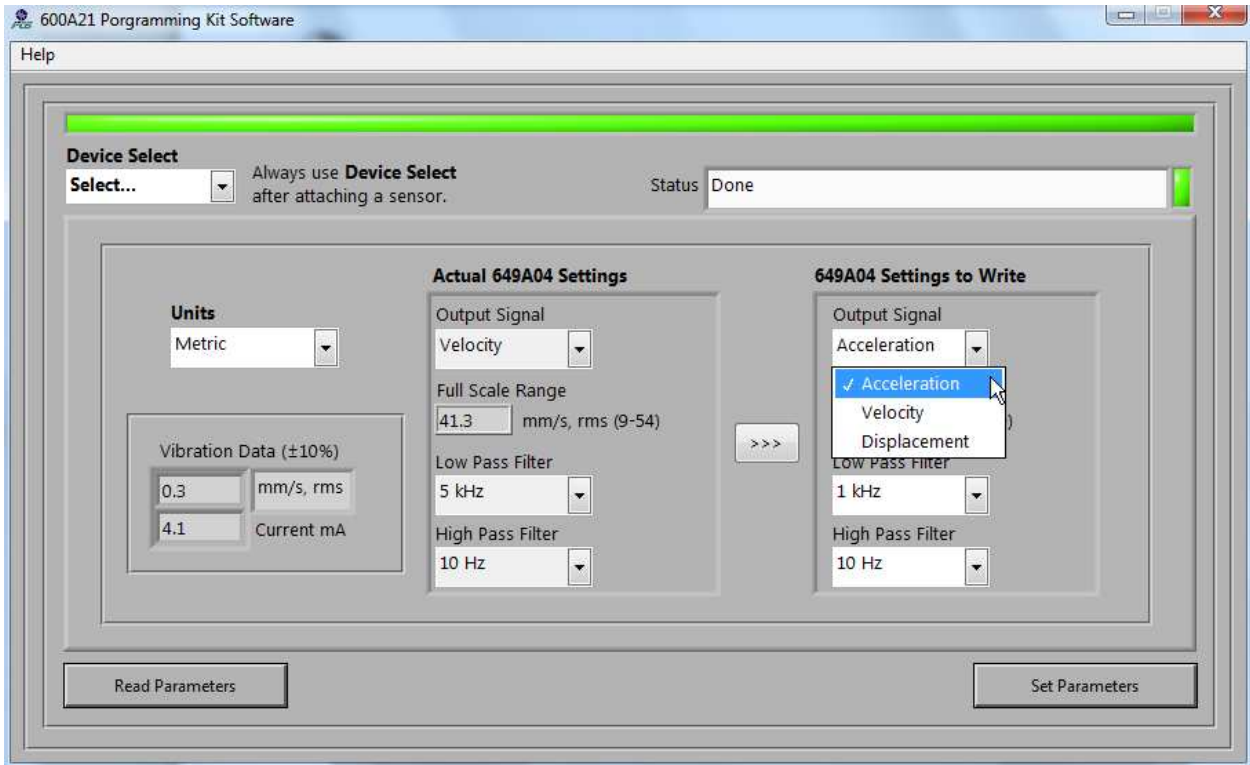 600A21 Porgramming Kit Software
Help
Device Select
Select...
Always use Device Select
after attaching a sensor.
Status Done
Units
Metric
Vibration Data (±10%)
0.3 mm/s, rms
4.1 Current mA
Actual 649A04 Settings
Output Signal
Velocity
Full Scale Range
41.3 mm/s, rms (9-54)
Low Pass Filter
5 kHz
High Pass Filter
10 Hz
>>>
649A04 Settings to Write
Output Signal
Acceleration
✓ Acceleration
Velocity
Displacement
)
Low Pass Filter
1 kHz
High Pass Filter
10 Hz
Read Parameters
Set Parameters